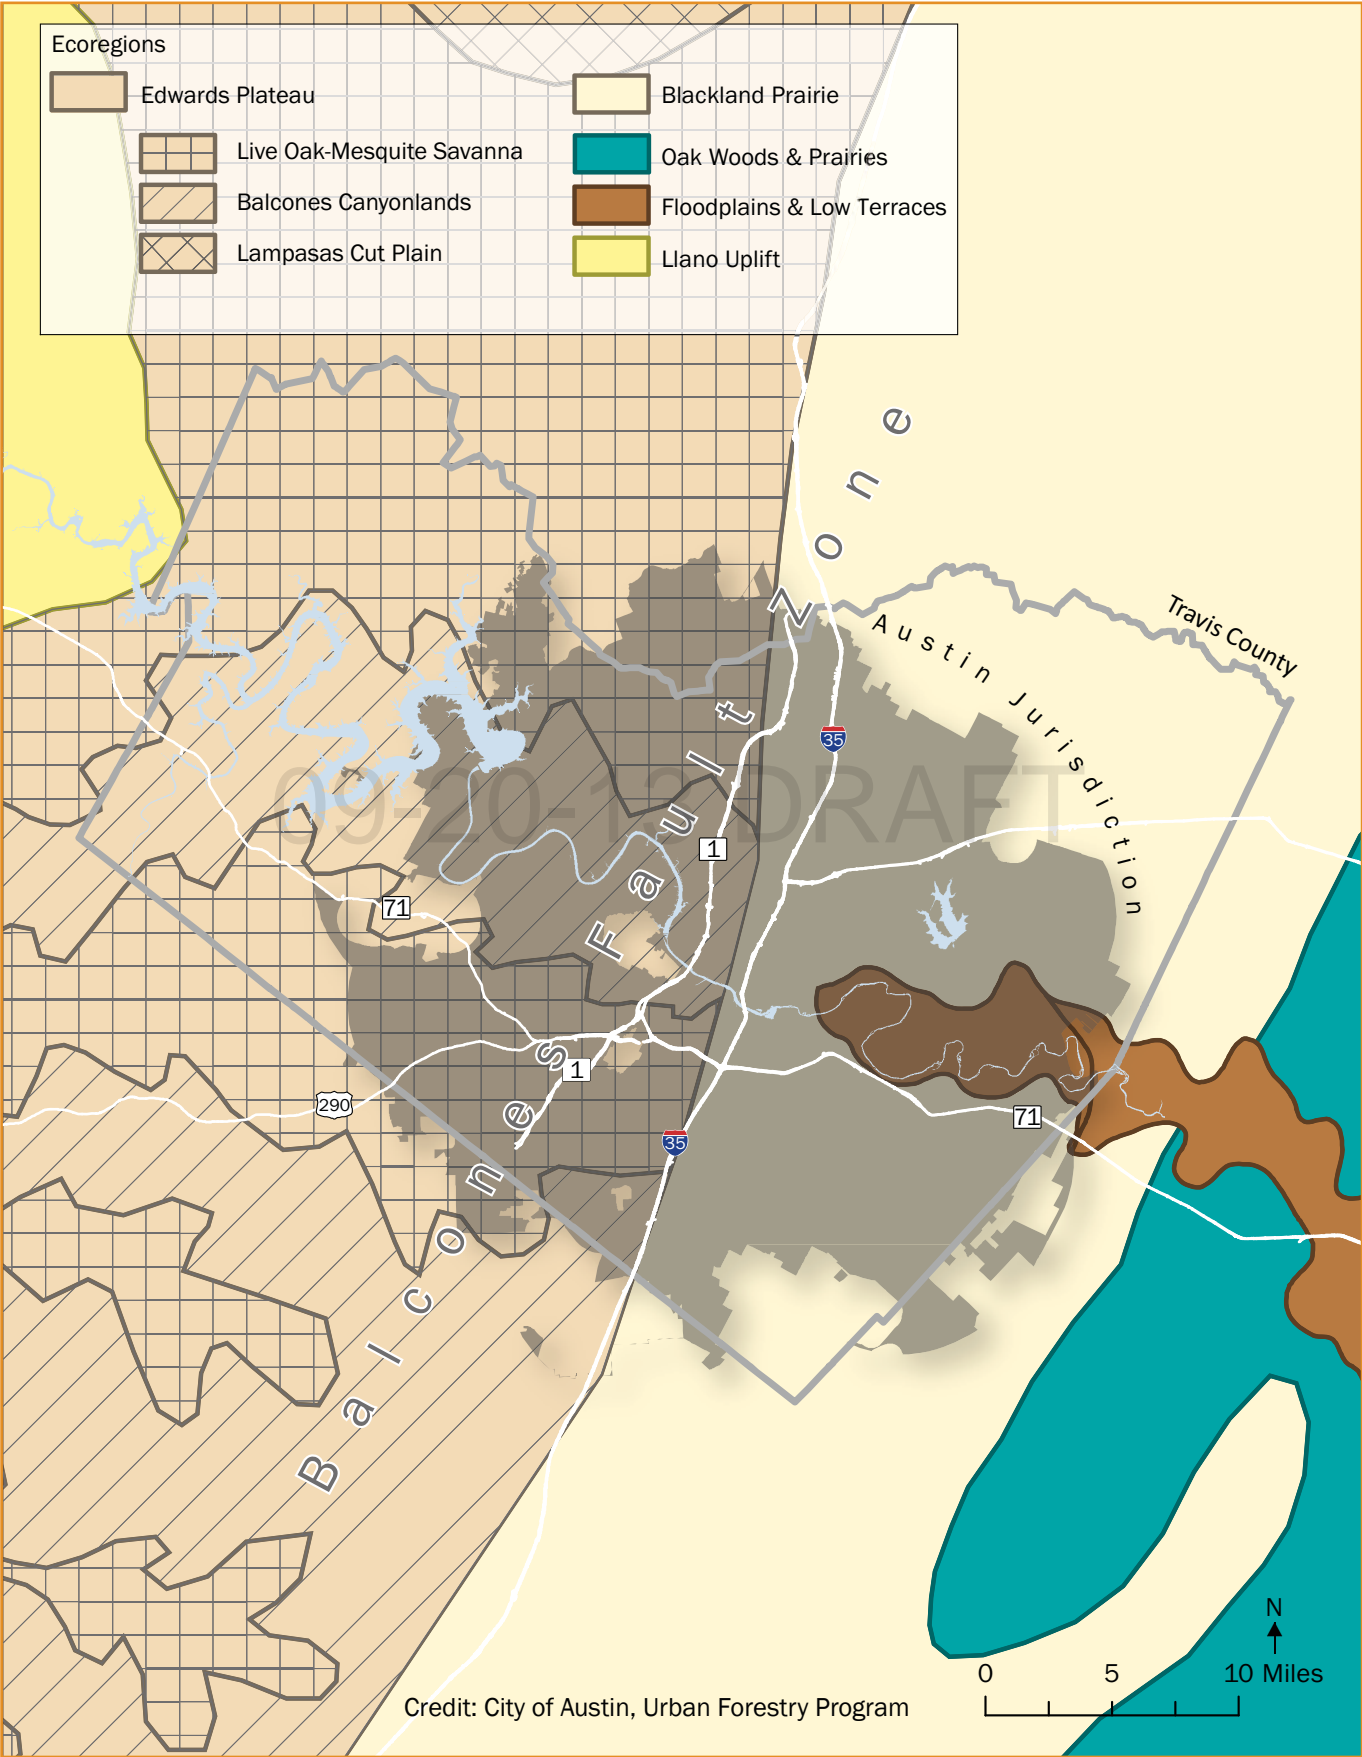 Ecoregions
Edwards Plateau
Live Oak-Mesquite Savanna
Balcones Canyonlands
Lampasas Cut Plain
Blackland Prairie
Oak Woods & Prairies
Floodplains & Low Terraces
Llano Uplift
Balcones Fault Zone
Travis County
Austin Jurisdiction
35
09-20-13 DRAFT
1
71
1
290
35
71
N
0 5 10 Miles
Credit: City of Austin, Urban Forestry Program